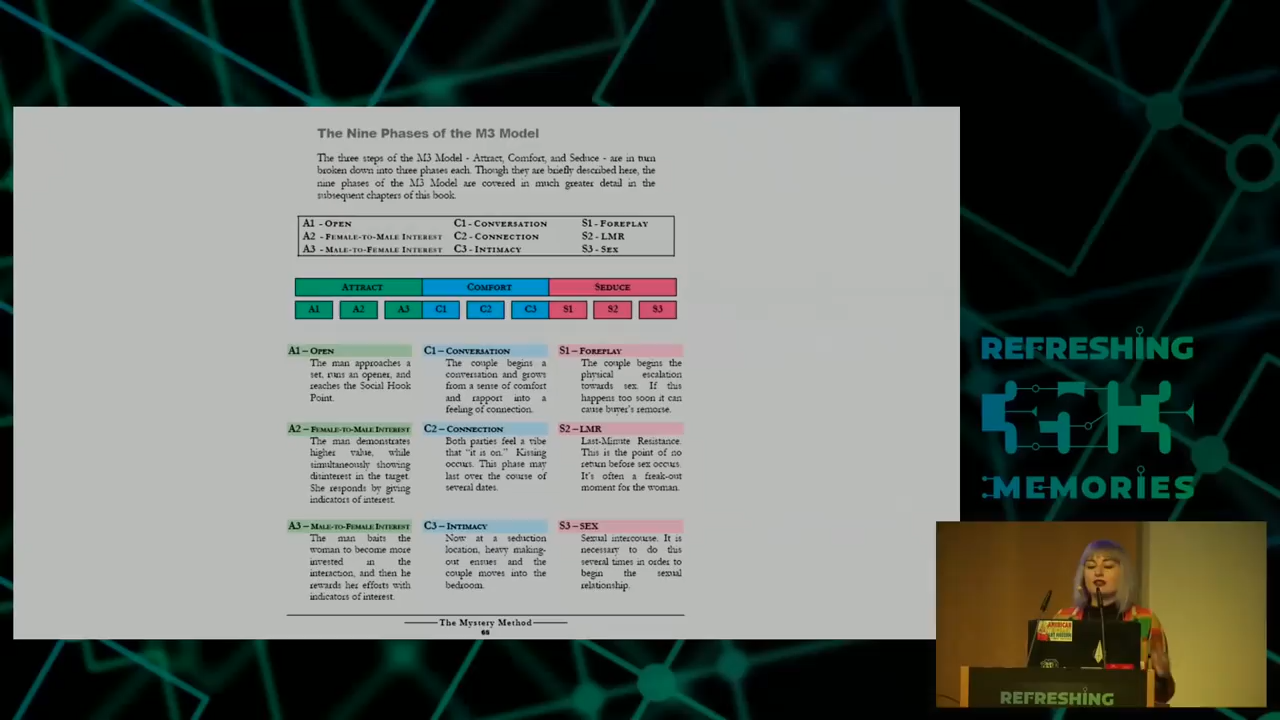 The Nine Phases of the M3 Model
The three steps of the M3 Model - Attract, Comfort, and Seduce - are in turn
broken down into three phases each. Though they are briefly described here, the
nine phases of the M3 Model are covered in much greater detail in the
subsequent chapters of this book.
A1 - OPEN
A2 - FEMALE-TO-MALE INTEREST
A3 - MALE-TO-FEMALE INTEREST
C1 - CONVERSATION
C2 - CONNECTION
C3 - INTIMACY
S1 - FOREPLAY
S2 - LMR
S3 - SEX
ATTRACT COMFORT SEDUCE
A1 A2 A3 C1 C2 C3 S1 S2 S3
A1 – OPEN
The man approaches a
set, runs an opener, and
reaches the Social Hook
Point.
A2 – FEMALE-TO-MALE INTEREST
The man demonstrates
higher value, while
simultaneously showing
disinterest in the target.
She responds by giving
indicators of interest.
A3 – MALE-TO-FEMALE INTEREST
The man baits the
woman to become more
invested in the
interaction, and then he
rewards her efforts with
indicators of interest.
C1 – CONVERSATION
The couple begins a
conversation and grows
from a sense of comfort
and rapport into a
feeling of connection.
C2 – CONNECTION
Both parties feel a vibe
that “it is on.” Kissing
occurs. This phase may
last over the course of
several dates.
C3 – INTIMACY
Now at a seduction
location, heavy making-
out ensues and the
couple moves into the
bedroom.
S1 – FOREPLAY
The couple begins the
physical escalation
towards sex. If this
happens too soon it can
cause buyer's remorse.
S2 – LMR
Last-Minute Resistance.
This is the point of no
return before sex occurs.
It's often a freak-out
moment for the woman.
S3 – SEX
Sexual intercourse. It is
necessary to do this
several times in order to
begin the sexual
relationship.
The Mystery Method
REFRESHING
MEMORIES
AMERICAN
REFRESHING